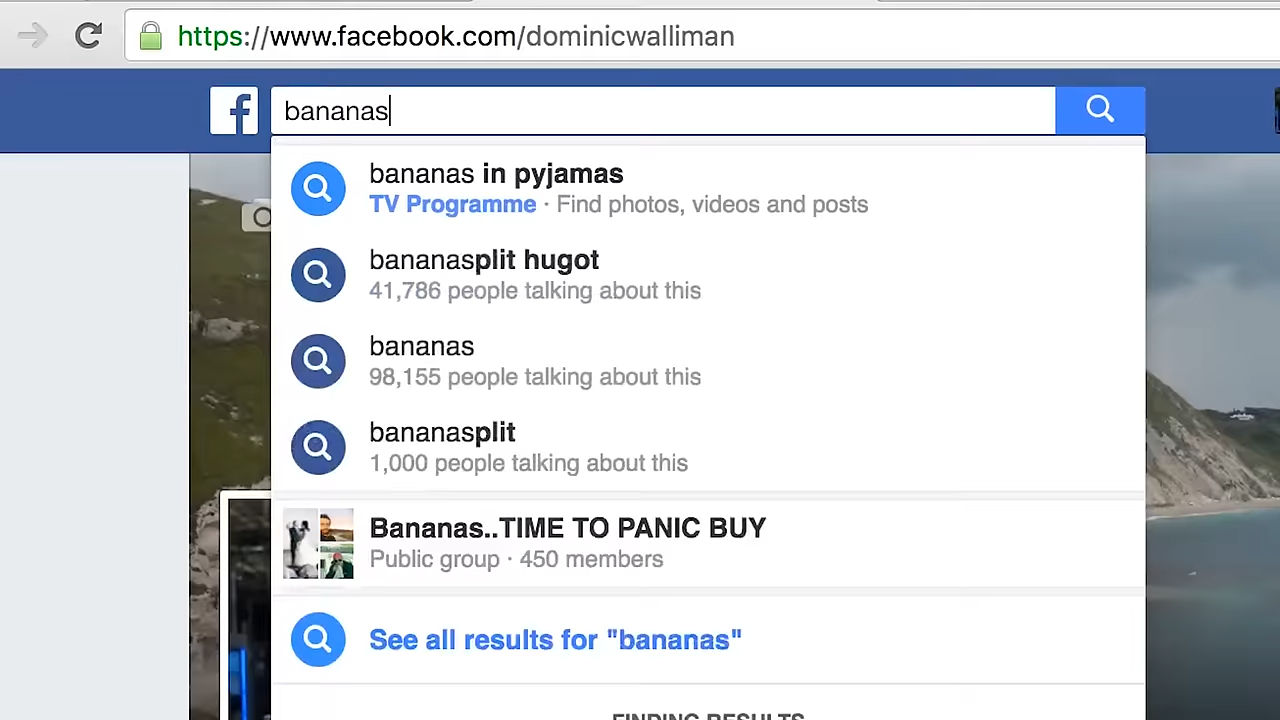 https://www.facebook.com/dominicwalliman
bananas
bananas in pyjamas
TV Programme · Find photos, videos and posts
bananasplit hugot
41,786 people talking about this
bananas
98,155 people talking about this
bananasplit
1,000 people talking about this
Bananas..TIME TO PANIC BUY
Public group · 450 members
See all results for "bananas"
FINDING RESULTS